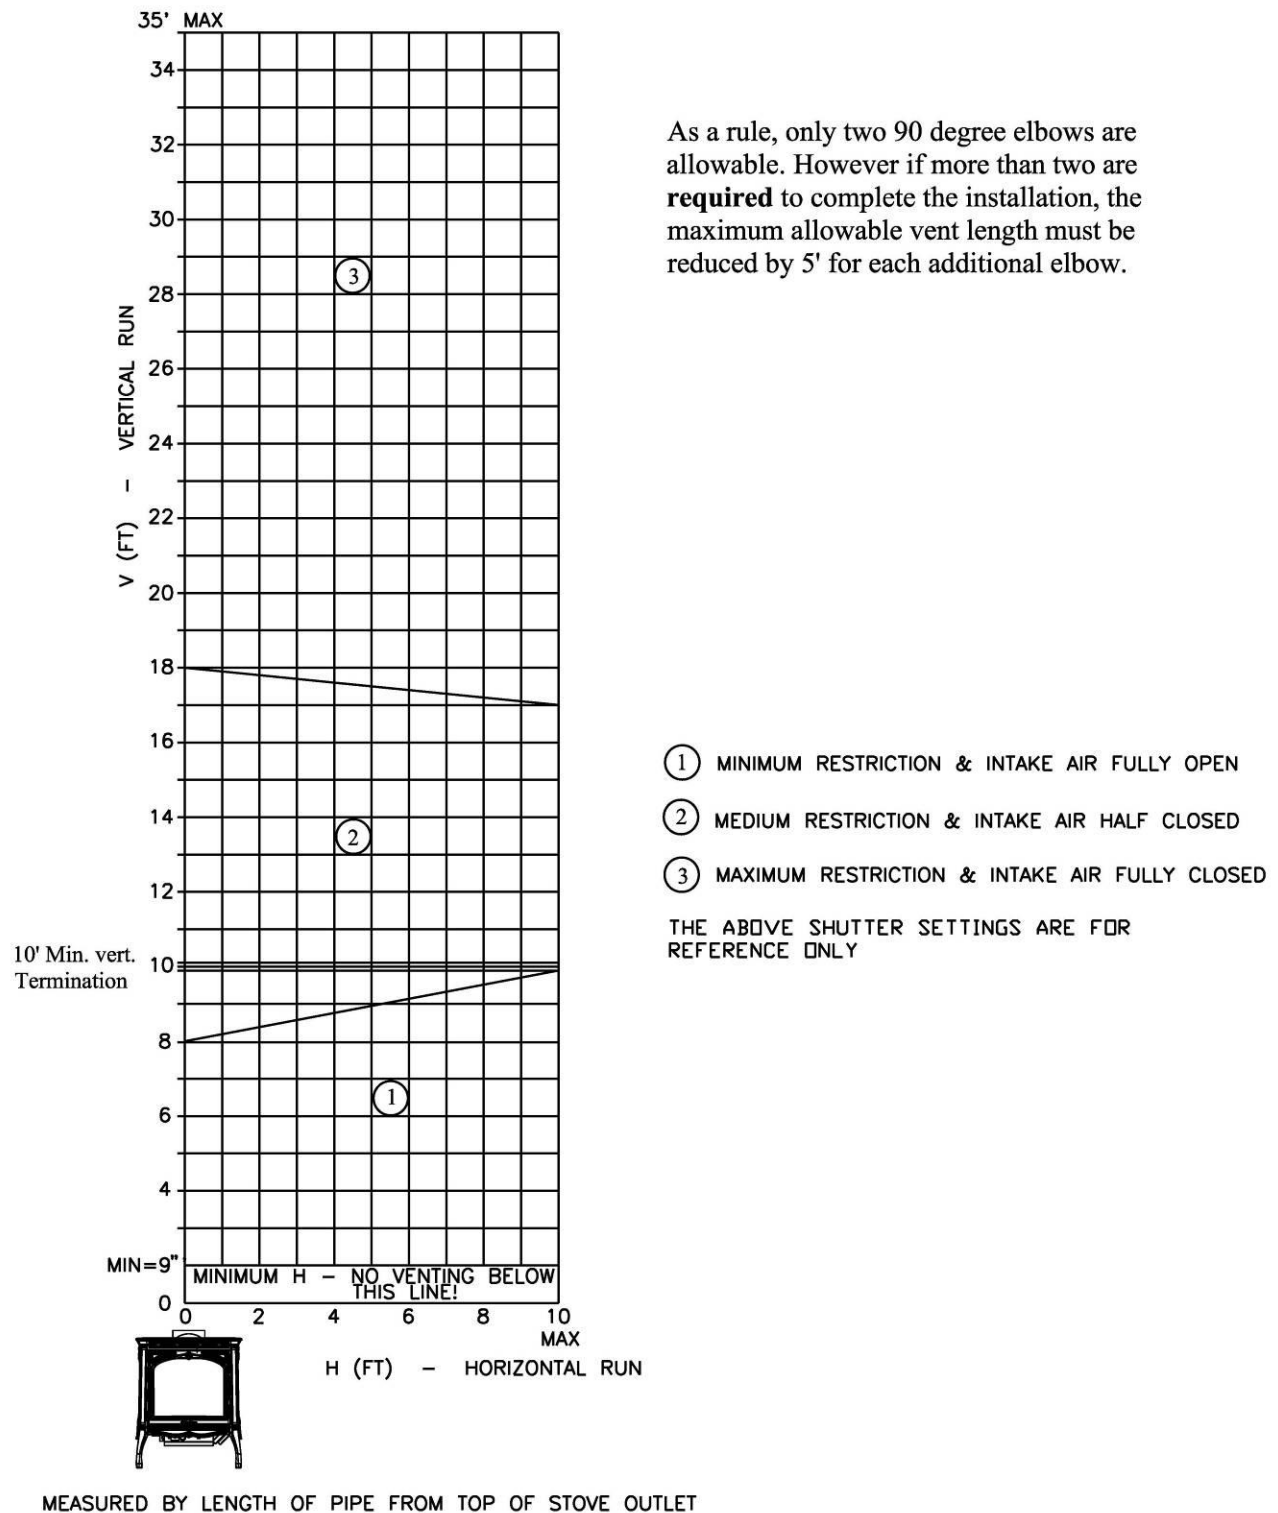 35' MAX
34
32
30
28
26
24
22
20
18
16
14
12
10
8
6
4
MIN=9"
0
V (FT) - VERTICAL RUN
10' Min. vert.
Termination
3
2
1
MINIMUM H - NO VENTING BELOW
THIS LINE!
0 2 4 6 8 10
MAX
H (FT) - HORIZONTAL RUN
MEASURED BY LENGTH OF PIPE FROM TOP OF STOVE OUTLET
As a rule, only two 90 degree elbows are
allowable. However if more than two are
required to complete the installation, the
maximum allowable vent length must be
reduced by 5' for each additional elbow.
1 MINIMUM RESTRICTION & INTAKE AIR FULLY OPEN
2 MEDIUM RESTRICTION & INTAKE AIR HALF CLOSED
3 MAXIMUM RESTRICTION & INTAKE AIR FULLY CLOSED
THE ABOVE SHUTTER SETTINGS ARE FOR
REFERENCE ONLY